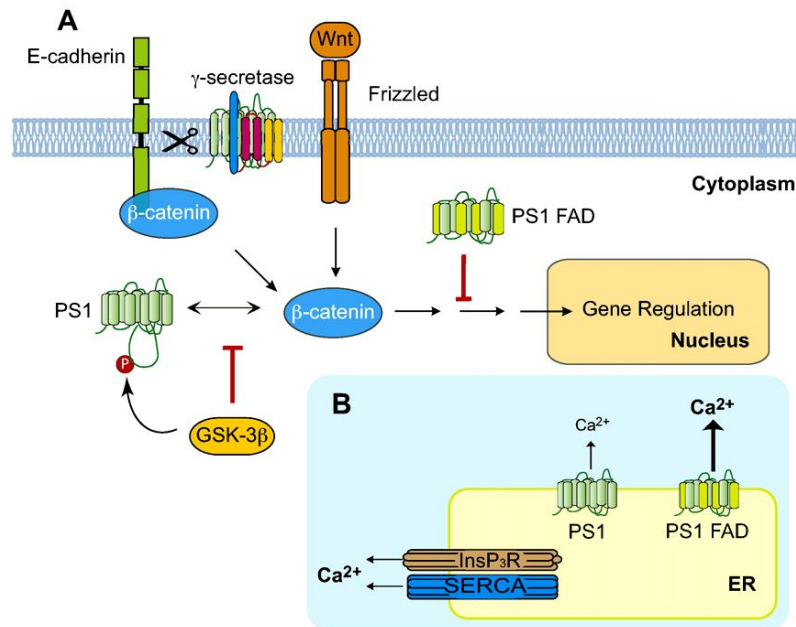 A
Wnt
E-cadherin
γ-secretase
Frizzled
Cytoplasm
β-catenin
PS1 FAD
PS1
β-catenin
Gene Regulation
Nucleus
P
GSK-3β
B
Ca2+
Ca2+
PS1
PS1 FAD
InsP3R
Ca2+
SERCA
ER